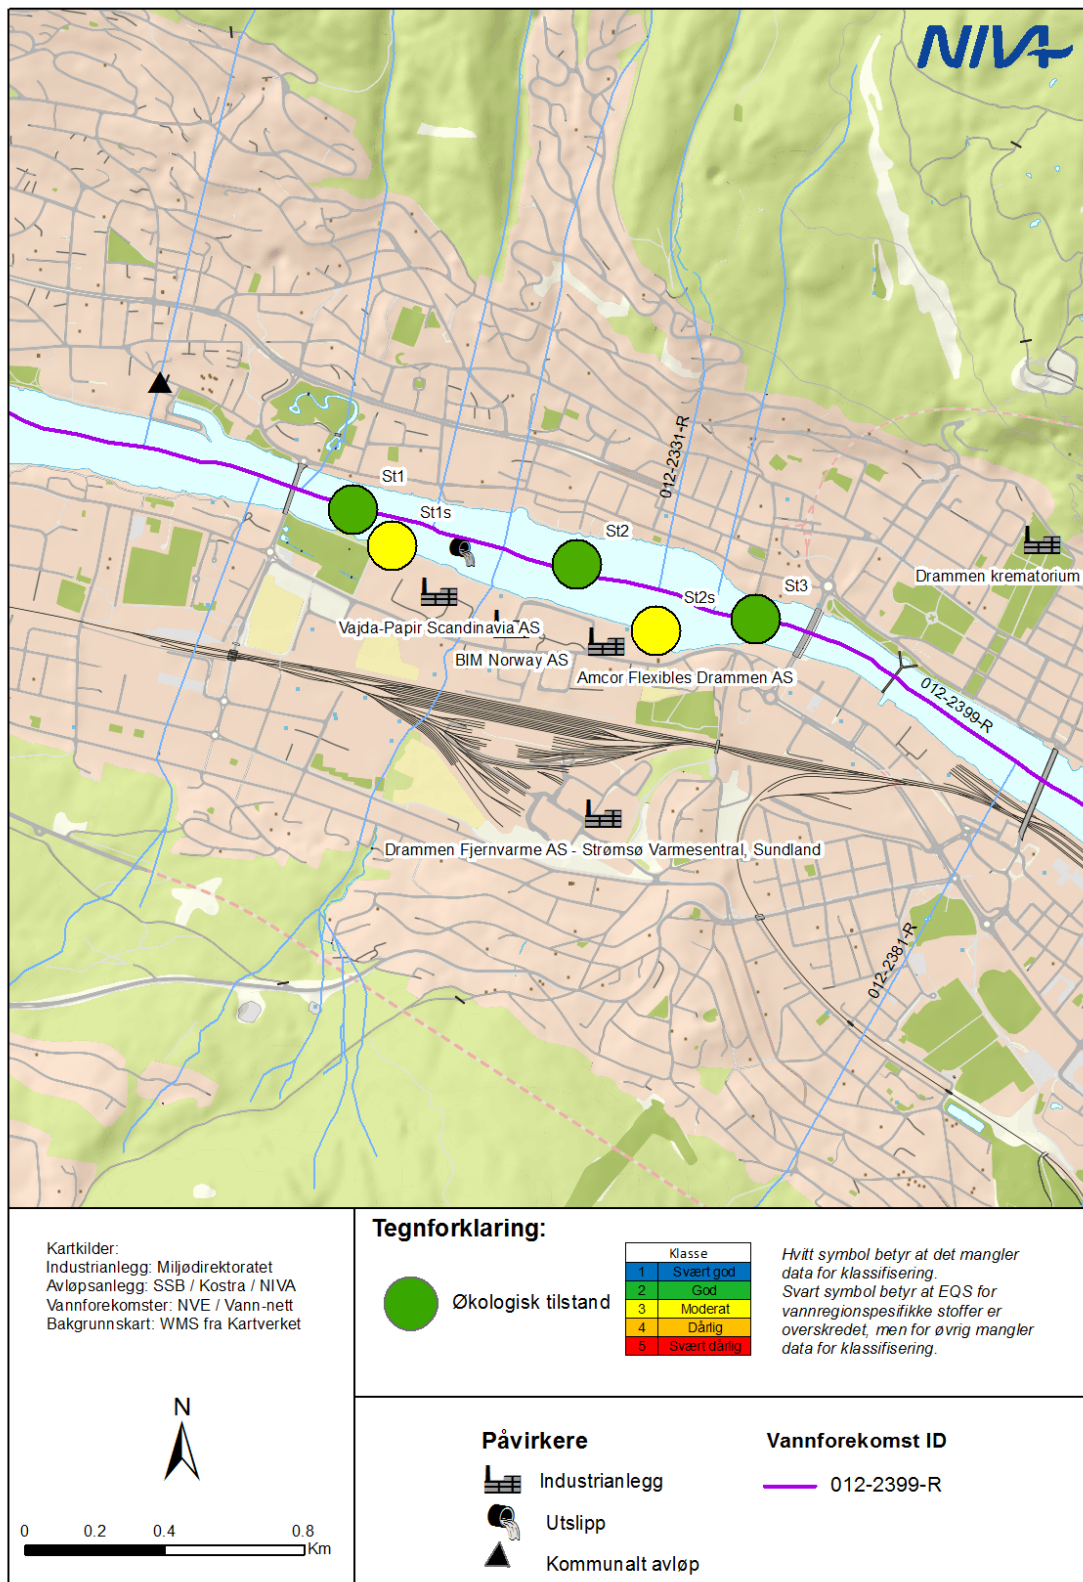 NIVA
012-2331-R
St1
St1s
St2
St2s
St3
Drammen krematorium
Vajda-Papir Scandinavia AS
BIM Norway AS
Amcor Flexibles Drammen AS
012-2399-R
Drammen Fjernvarme AS - Strømsø Varmesentral, Sundland
012-2381-R
Kartkilder:
Industrianlegg: Miljødirektoratet
Avløpsanlegg: SSB / Kostra / NIVA
Vannforekomster: NVE / Vann-nett
Bakgrunnskart: WMS fra Kartverket
N
0 0.2 0.4 0.8
Km
Tegnforklaring:
Økologisk tilstand
Klasse
1 Svært god
2 God
3 Moderat
4 Dårlig
5 Svært dårlig
Hvitt symbol betyr at det mangler
data for klassifisering.
Svart symbol betyr at EQS for
vannregionspesifikke stoffer er
overskredet, men for øvrig mangler
data for klassifisering.
Påvirkere
Industrianlegg
Utslipp
Kommunalt avløp
Vannforekomst ID
012-2399-R